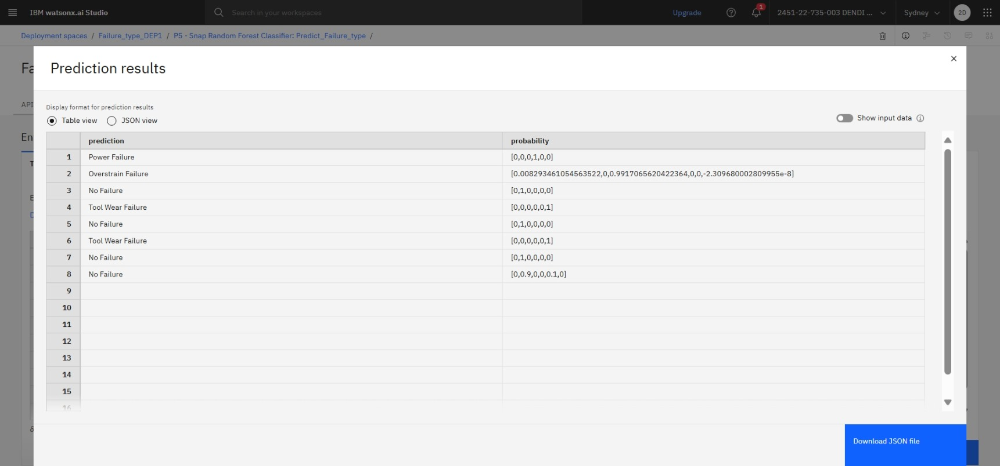 IBM watsonx.ai Studio
Search in your workspaces
Upgrade
1
2451-22-735-003 DENDI ...
Sydney
2D
Deployment spaces / Failure_type_DEP1 / P5 - Snap Random Forest Classifier: Predict_Failure_type /
Prediction results
Display format for prediction results
Table view
JSON view
Show input data
prediction probability
1 Power Failure [0,0,0,1,0,0]
2 Overstrain Failure [0.008293461054563522,0,0.9917065620422364,0,0,-2.309680002809955e-8]
3 No Failure [0,1,0,0,0,0]
4 Tool Wear Failure [0,0,0,0,0,1]
5 No Failure [0,1,0,0,0,0]
6 Tool Wear Failure [0,0,0,0,0,1]
7 No Failure [0,1,0,0,0,0]
8 No Failure [0,0.9,0,0,0.1,0]
9
10
11
12
13
14
15
16
Download JSON file
API